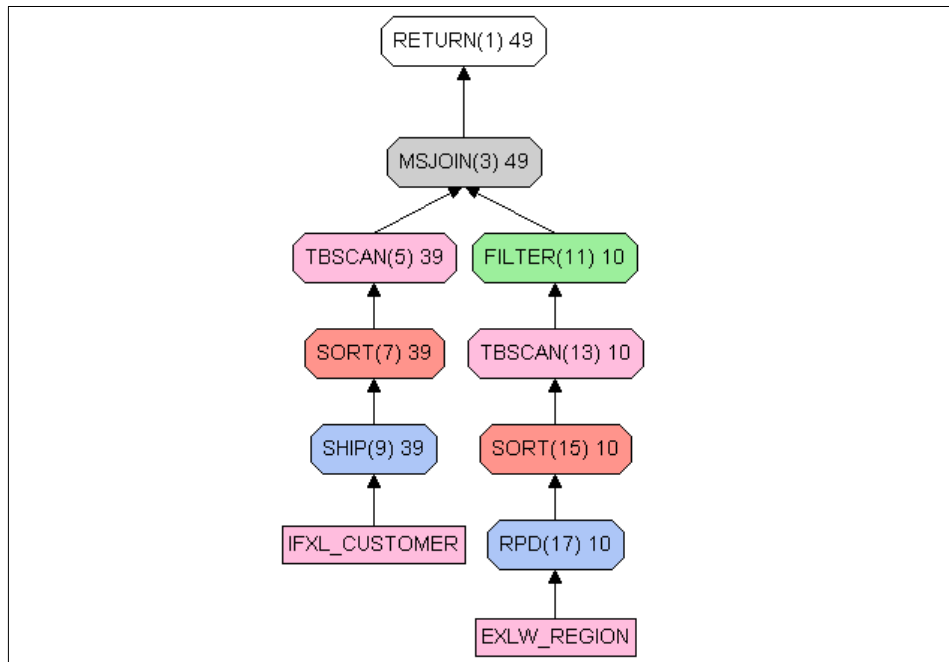 RETURN(1) 49
MSJOIN(3) 49
TBSCAN(5) 39
FILTER(11) 10
SORT(7) 39
TBSCAN(13) 10
SHIP(9) 39
SORT(15) 10
IFXL_CUSTOMER
RPD(17) 10
EXLW_REGION